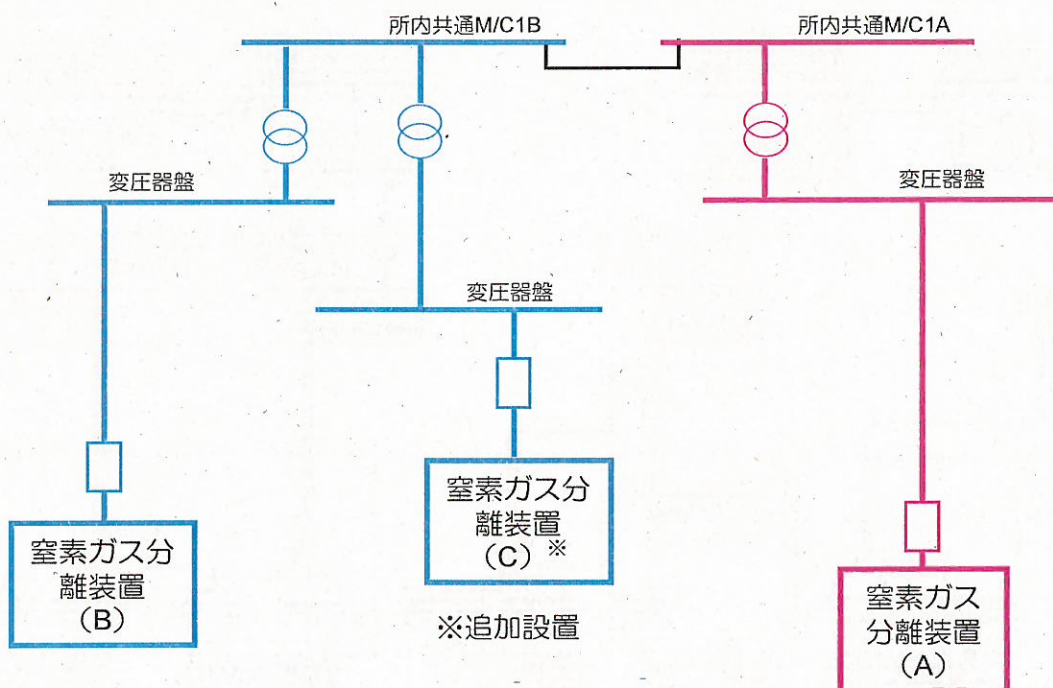 所内共通M/C1B
所内共通M/C1A
変圧器盤
変圧器盤
変圧器盤
窒素ガス分
離装置
（B）
窒素ガス分
離装置
（C）※
※追加設置
窒素ガス
分離装置
（A）